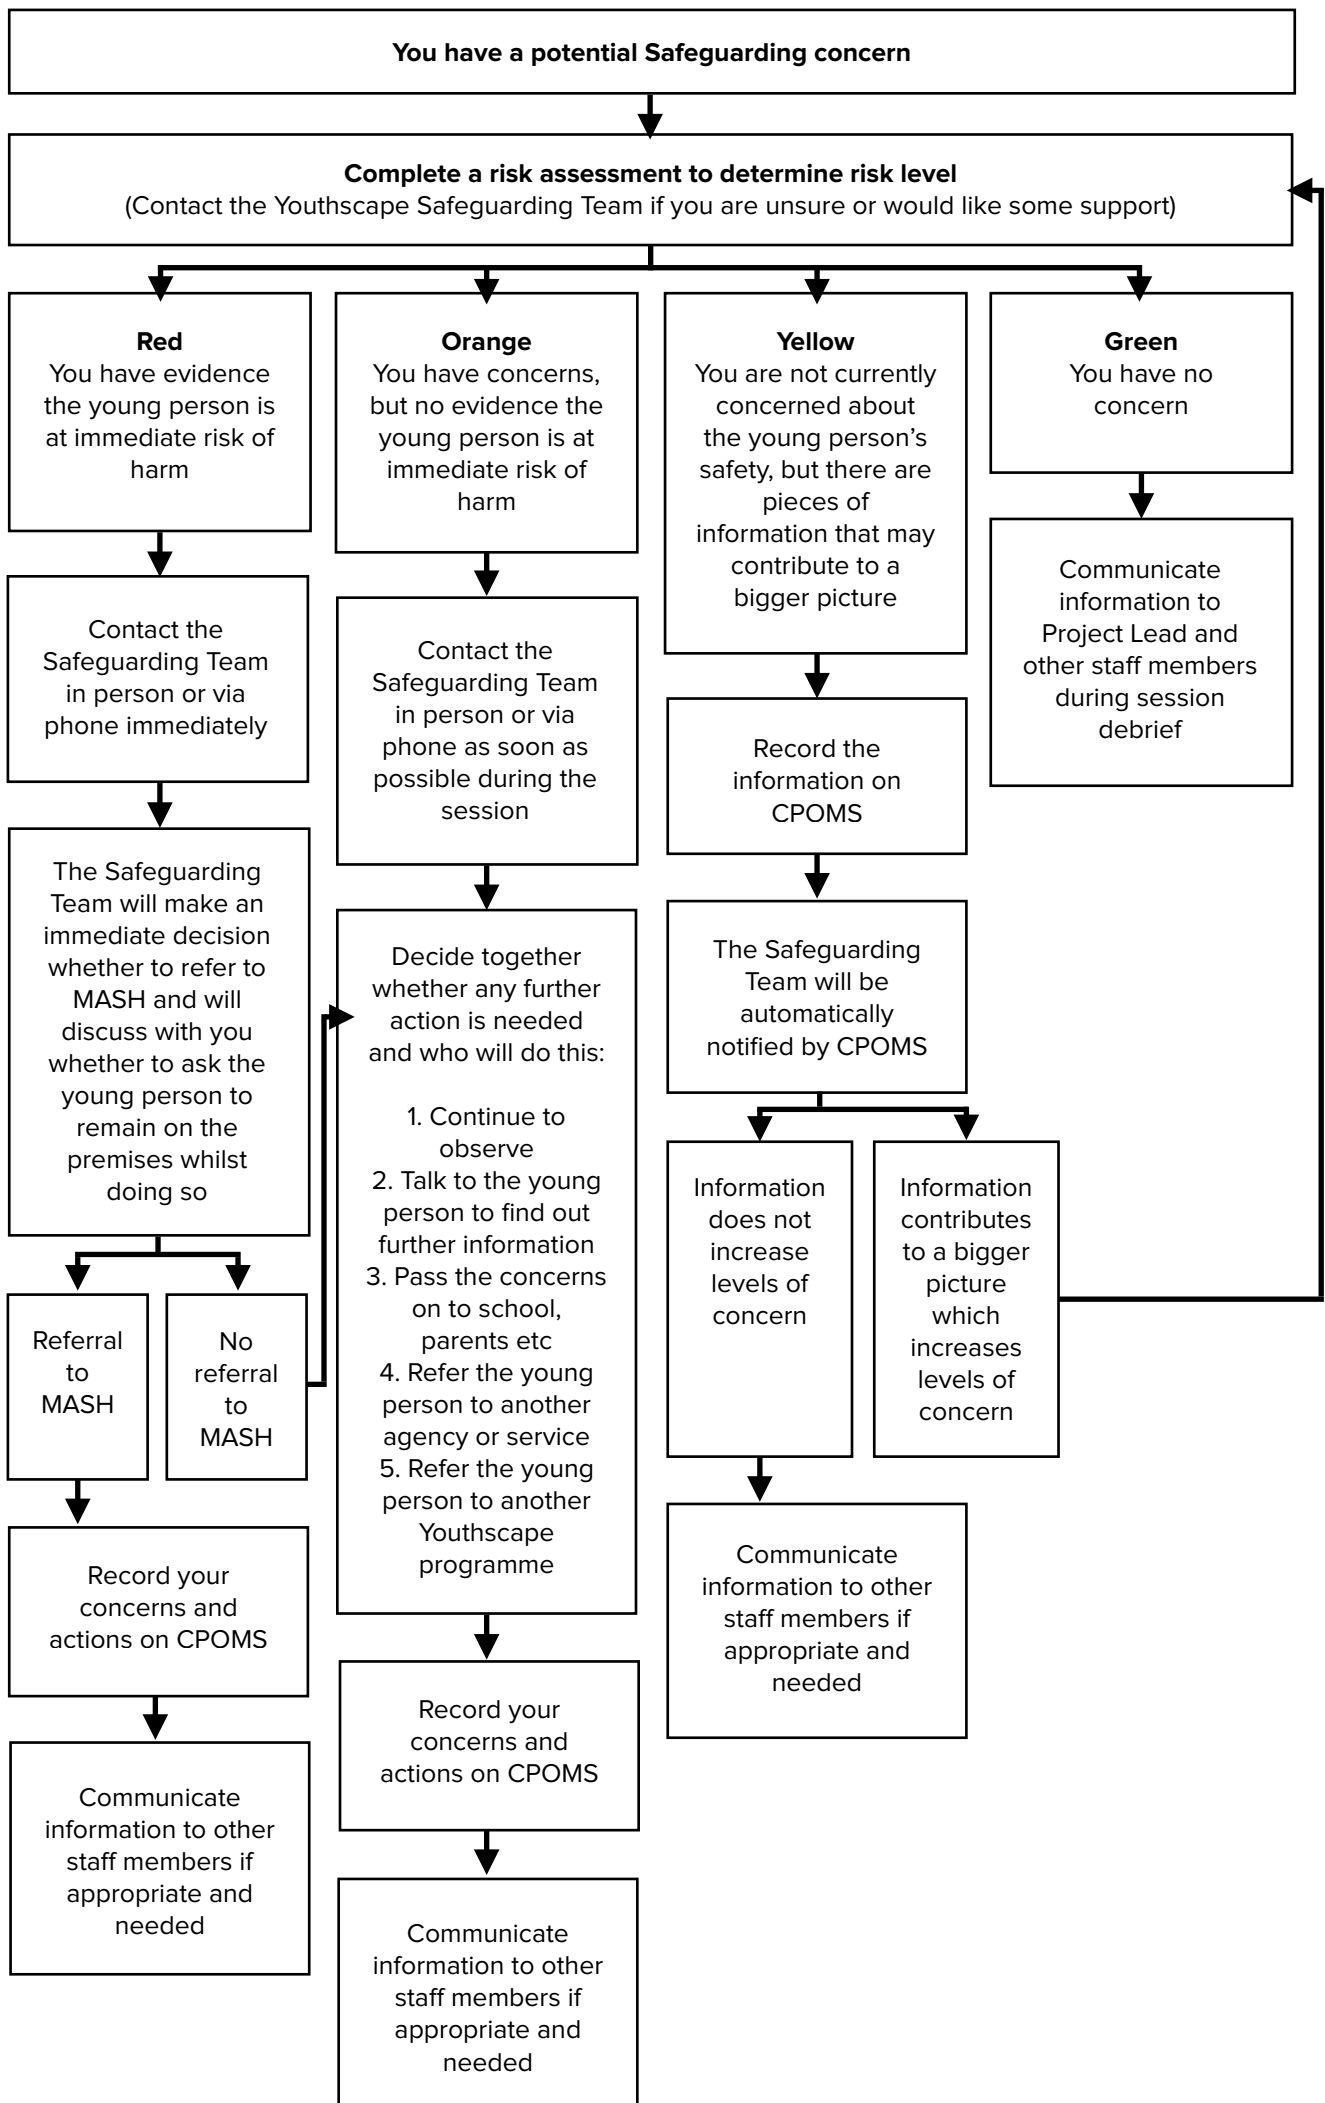 You have a potential Safeguarding concern
Complete a risk assessment to determine risk level
(Contact the Youthscape Safeguarding Team if you are unsure or would like some support)
Red
You have evidence
the young person is
at immediate risk of
harm
Contact the
Safeguarding Team
in person or via
phone immediately
The Safeguarding
Team will make an
immediate decision
whether to refer to
MASH and will
discuss with you
whether to ask the
young person to
remain on the
premises whilst
doing so
Referral
to
MASH
No
referral
to
MASH
Record your
concerns and
actions on CPOMS
Communicate
information to other
staff members if
appropriate and
needed
Orange
You have concerns,
but no evidence the
young person is at
immediate risk of
harm
Contact the
Safeguarding Team
in person or via
phone as soon as
possible during the
session
Decide together
whether any further
action is needed
and who will do this:
1. Continue to
observe
2. Talk to the young
person to find out
further information
3. Pass the concerns
on to school,
parents etc
4. Refer the young
person to another
agency or service
5. Refer the young
person to another
Youthscape
programme
Record your
concerns and
actions on CPOMS
Communicate
information to other
staff members if
appropriate and
needed
Yellow
You are not currently
concerned about
the young person’s
safety, but there are
pieces of
information that may
contribute to a
bigger picture
Record the
information on
CPOMS
The Safeguarding
Team will be
automatically
notified by CPOMS
Information
does not
increase
levels of
concern
Information
contributes
to a bigger
picture
which
increases
levels of
concern
Communicate
information to other
staff members if
appropriate and
needed
Green
You have no
concern
Communicate
information to
Project Lead and
other staff members
during session
debrief